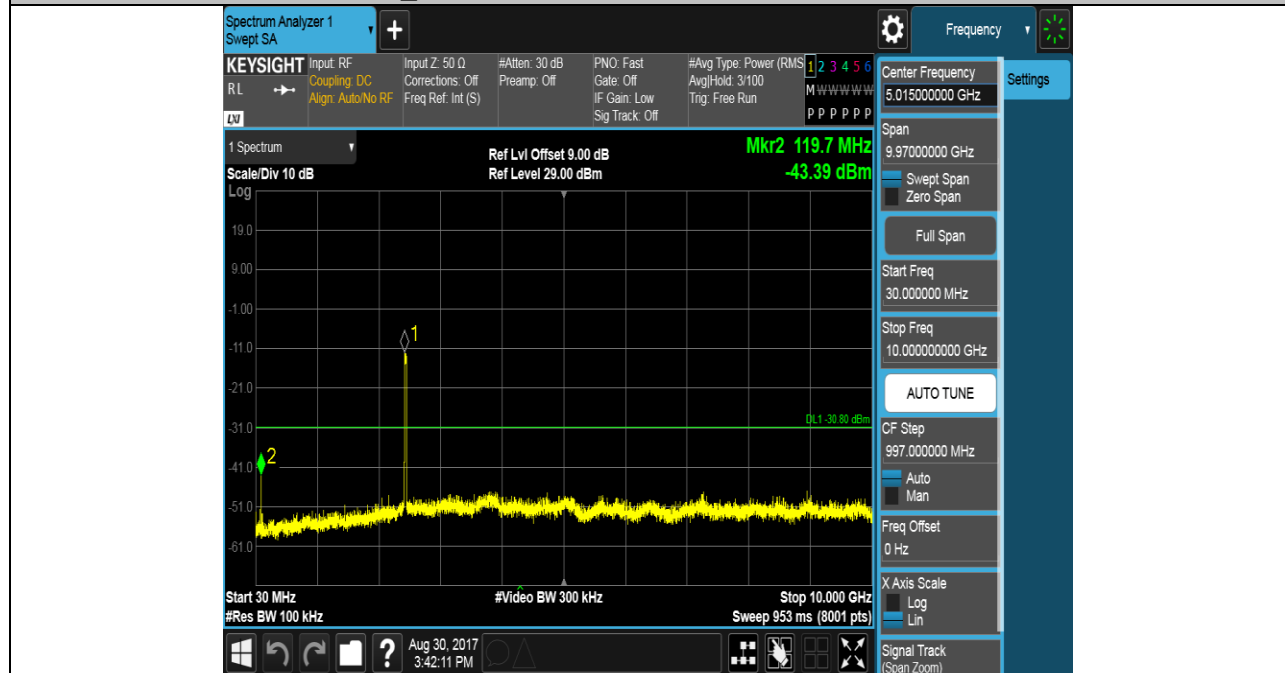 Spectrum Analyzer 1
Swept SA
+
Frequency
KEYSIGHT
R L
LXI
Input: RF
Coupling: DC
Align: Auto/No RF
Input Z: 50 Ω
Corrections: Off
Freq Ref: Int (S)
#Atten: 30 dB
Preamp: Off
PNO: Fast
Gate: Off
IF Gain: Low
Sig Track: Off
#Avg Type: Power (RMS
Avg|Hold: 3/100
Trig: Free Run
1 2 3 4 5 6
M W W W W W
P P P P P P
1 Spectrum
Scale/Div 10 dB
Ref Lvl Offset 9.00 dB
Ref Level 29.00 dBm
Mkr2 119.7 MHz
-43.39 dBm
Log
19.0
9.00
-1.00
-11.0
-21.0
-31.0
-41.0
-51.0
-61.0
1
2
DL1 -30.80 dBm
Start 30 MHz
#Res BW 100 kHz
#Video BW 300 kHz
Stop 10.000 GHz
Sweep 953 ms (8001 pts)
?
Aug 30, 2017
3:42:11 PM
Center Frequency
5.015000000 GHz
Settings
Span
9.97000000 GHz
Swept Span
Zero Span
Full Span
Start Freq
30.000000 MHz
Stop Freq
10.000000000 GHz
AUTO TUNE
CF Step
997.000000 MHz
Auto
Man
Freq Offset
0 Hz
X Axis Scale
Log
Lin
Signal Track
(Span Zoom)